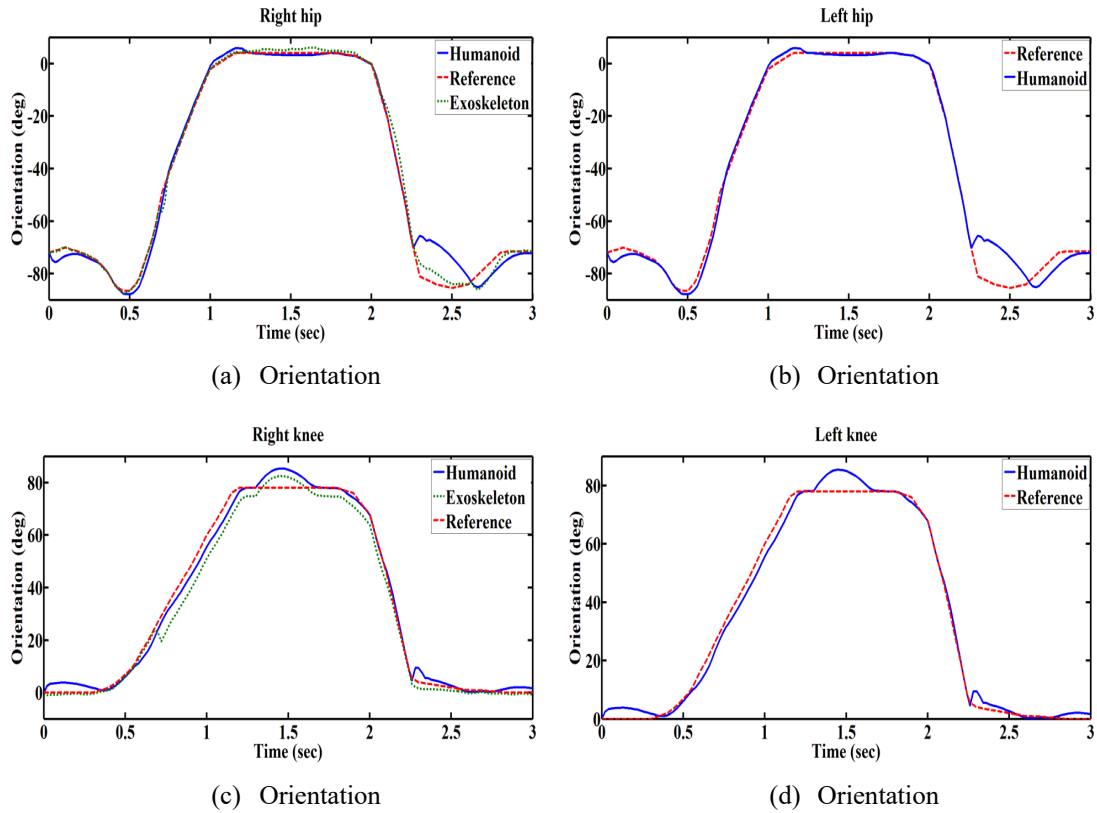 Right hip
Left hip
Orientation (deg)
0
-20
-40
-60
-80
Humanoid
Reference
Exoskeleton
0 0.5 1 1.5 2 2.5 3
Time (sec)
Orientation (deg)
0
-20
-40
-60
-80
Reference
Humanoid
0 0.5 1 1.5 2 2.5 3
Time (sec)
(a) Orientation
(b) Orientation
Right knee
Left knee
Orientation (deg)
80
60
40
20
0
Humanoid
Exoskeleton
Reference
0 0.5 1 1.5 2 2.5 3
Time (sec)
Orientation (deg)
80
60
40
20
0
Humanoid
Reference
0 0.5 1 1.5 2 2.5 3
Time (sec)
(c) Orientation
(d) Orientation